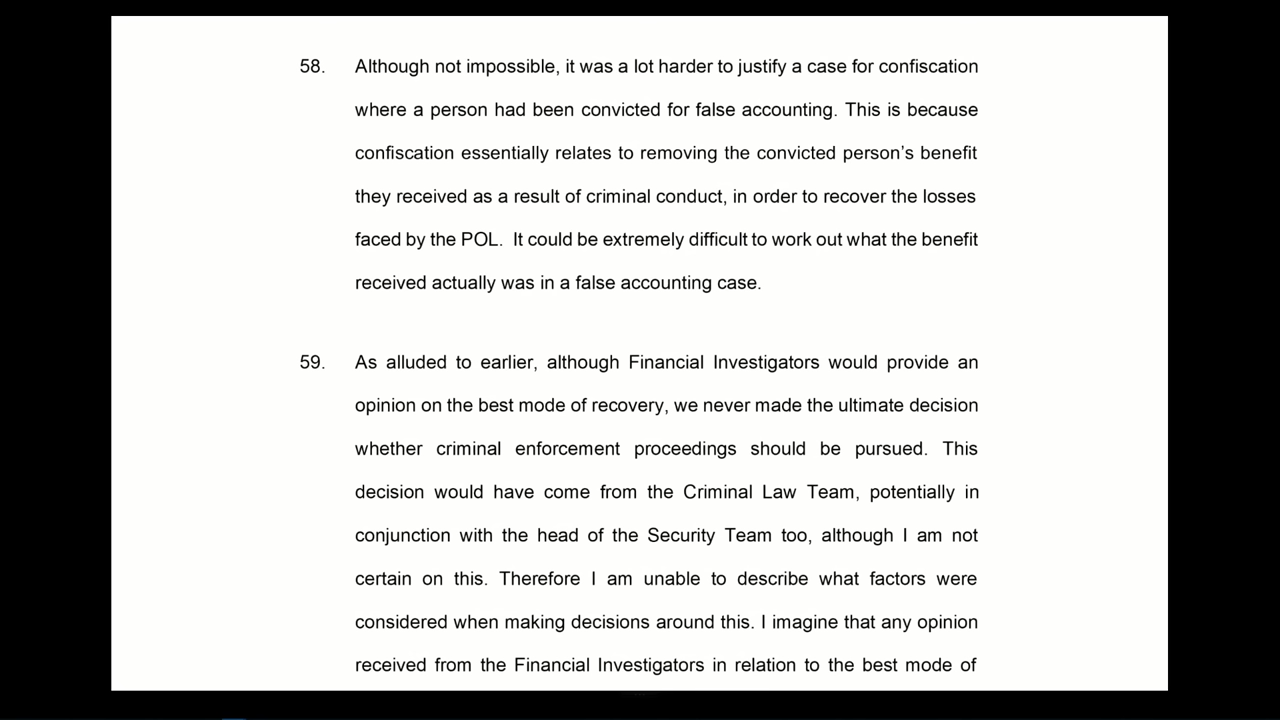 58. Although not impossible, it was a lot harder to justify a case for confiscation
where a person had been convicted for false accounting. This is because
confiscation essentially relates to removing the convicted person’s benefit
they received as a result of criminal conduct, in order to recover the losses
faced by the POL. It could be extremely difficult to work out what the benefit
received actually was in a false accounting case.
59. As alluded to earlier, although Financial Investigators would provide an
opinion on the best mode of recovery, we never made the ultimate decision
whether criminal enforcement proceedings should be pursued. This
decision would have come from the Criminal Law Team, potentially in
conjunction with the head of the Security Team too, although I am not
certain on this. Therefore I am unable to describe what factors were
considered when making decisions around this. I imagine that any opinion
received from the Financial Investigators in relation to the best mode of